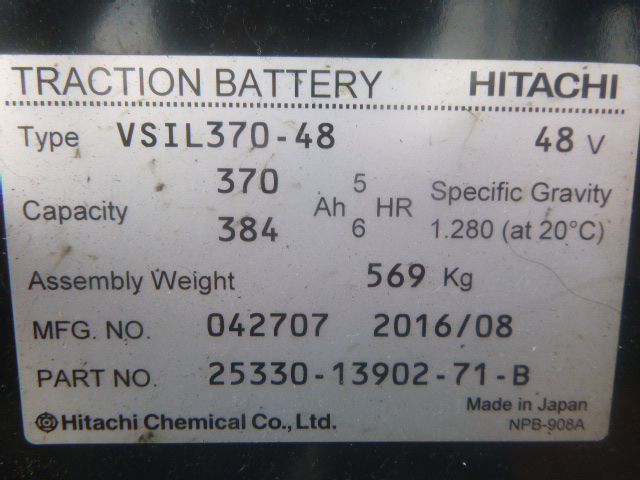 TRACTION BATTERY HITACHI
Type VSIL370-48 48 V
Capacity 370 Ah 5 HR Specific Gravity
384 6 1.280 (at 20°C)
Assembly Weight 569 Kg
MFG. NO. 042707 2016/08
PART NO. 25330-13902-71-B
Hitachi Chemical Co., Ltd. Made in Japan
NPB-908A